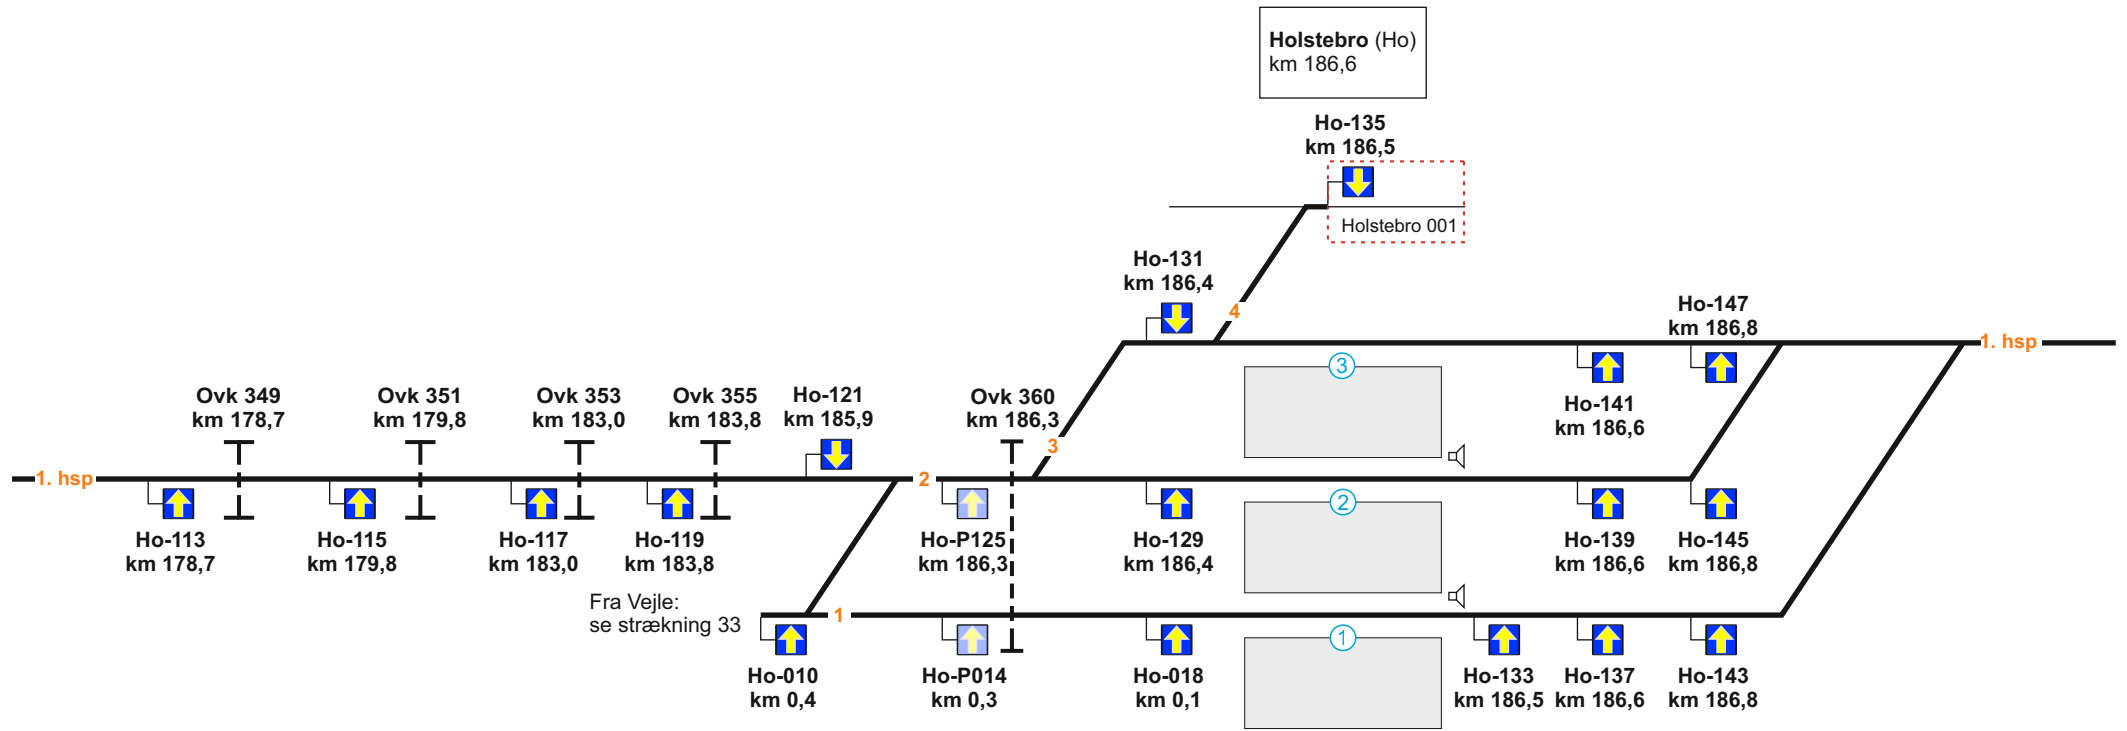 Holstebro (Ho)
km 186,6
Ho-135
km 186,5
Holstebro 001
Ho-131
km 186,4
4
Ho-147
km 186,8
1. hsp
3
Ho-141
km 186,6
Ovk 349
km 178,7
Ovk 351
km 179,8
Ovk 353
km 183,0
Ovk 355
km 183,8
Ho-121
km 185,9
Ovk 360
km 186,3
3
1. hsp
2
2
Ho-113
km 178,7
Ho-115
km 179,8
Ho-117
km 183,0
Ho-119
km 183,8
Ho-P125
km 186,3
Ho-129
km 186,4
Ho-139
km 186,6
Ho-145
km 186,8
Fra Vejle:
se strækning 33
1
1
Ho-010
km 0,4
Ho-P014
km 0,3
Ho-018
km 0,1
Ho-133
km 186,5
Ho-137
km 186,6
Ho-143
km 186,8